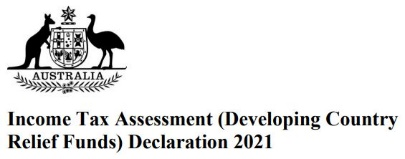 AUSTRALIA
Income Tax Assessment (Developing Country
Relief Funds) Declaration 2021